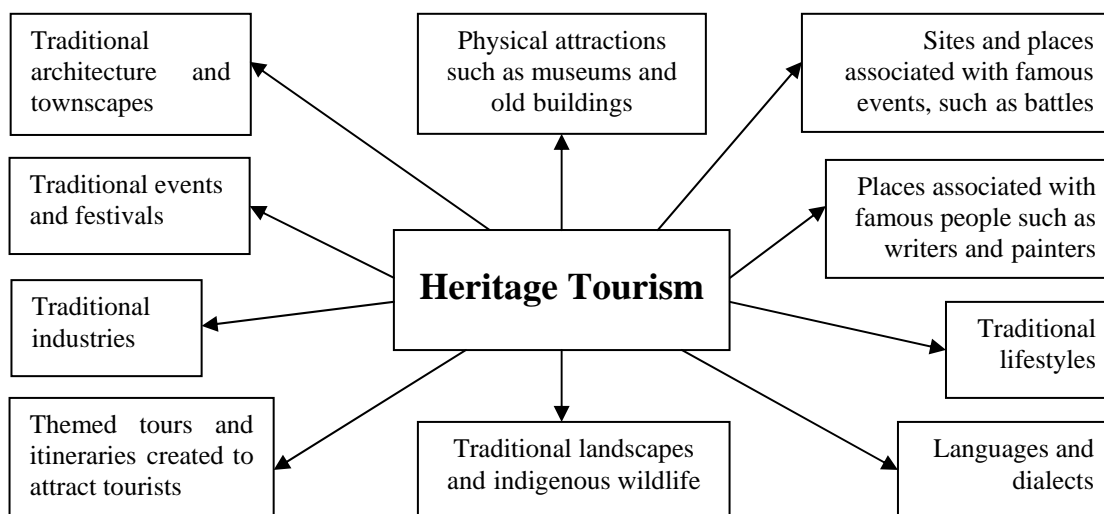 Traditional
architecture and
townscapes
Physical attractions
such as museums and
old buildings
Sites and places
associated with famous
events, such as battles
Traditional events
and festivals
Places associated with
famous people such as
writers and painters
Heritage Tourism
Traditional
industries
Traditional
lifestyles
Themed tours and
itineraries created to
attract tourists
Traditional landscapes
and indigenous wildlife
Languages and
dialects